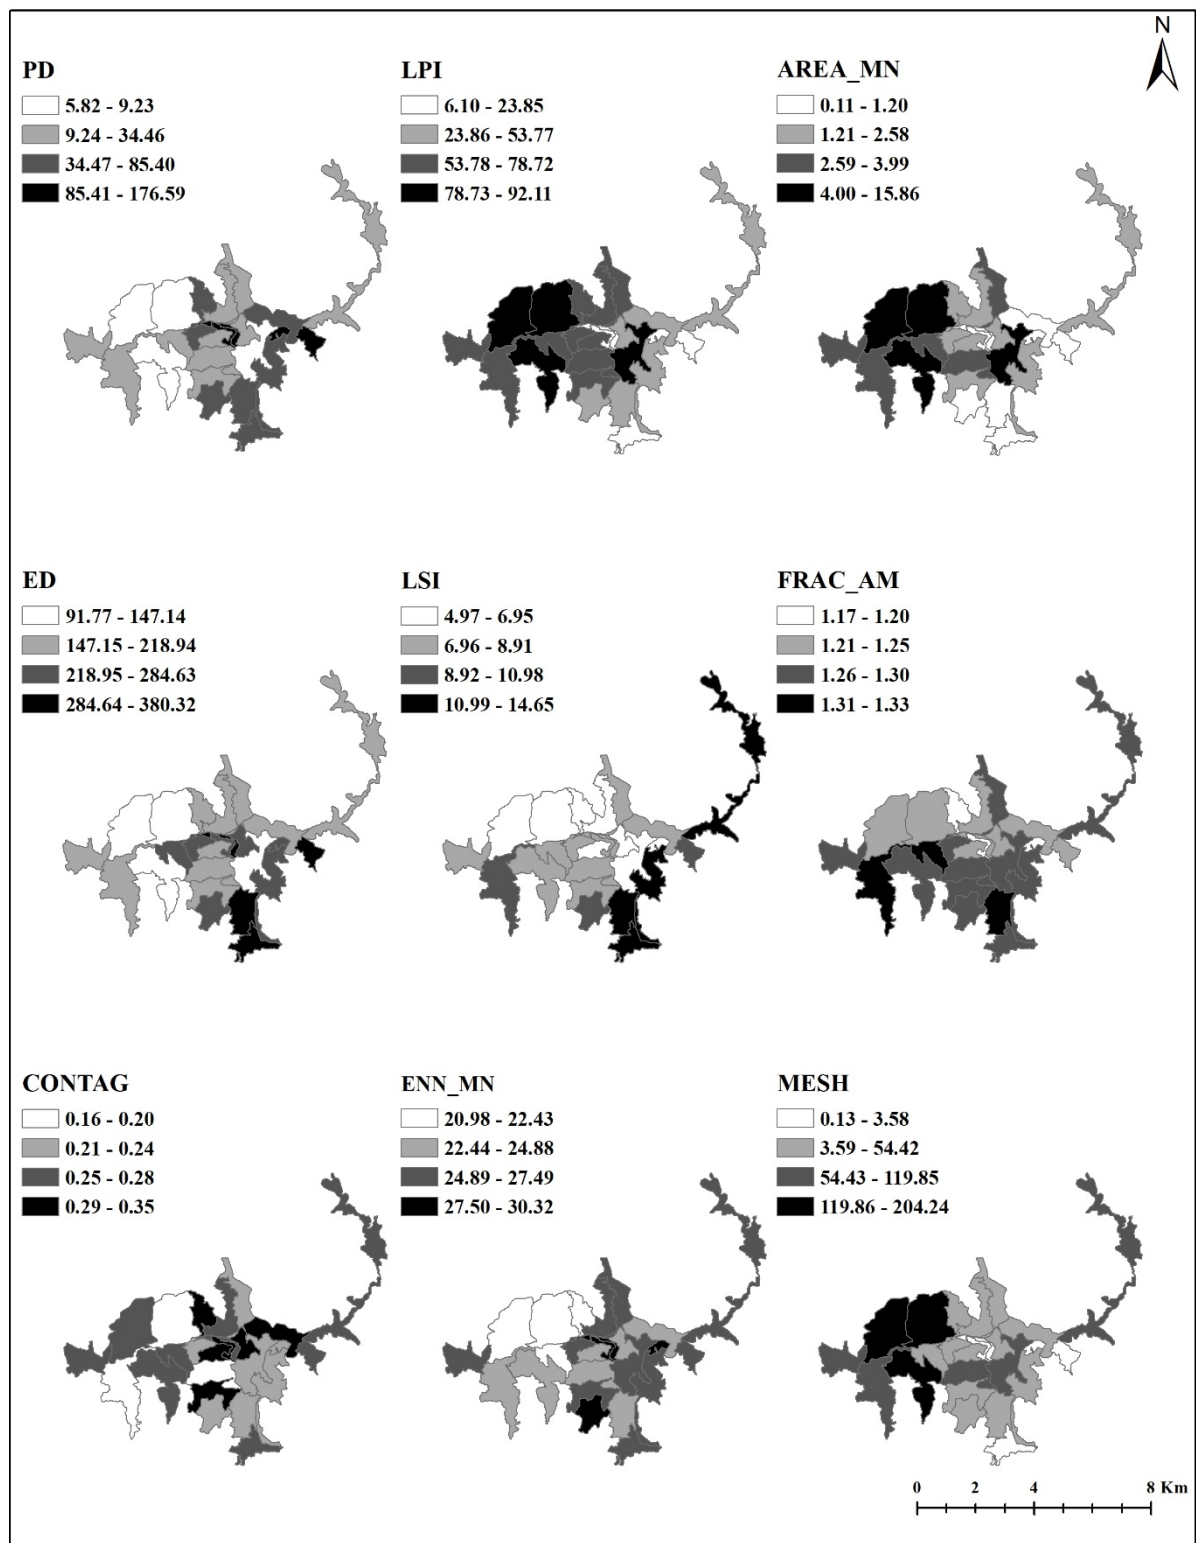 N
PD
5.82 - 9.23
9.24 - 34.46
34.47 - 85.40
85.41 - 176.59
LPI
6.10 - 23.85
23.86 - 53.77
53.78 - 78.72
78.73 - 92.11
AREA_MN
0.11 - 1.20
1.21 - 2.58
2.59 - 3.99
4.00 - 15.86
ED
91.77 - 147.14
147.15 - 218.94
218.95 - 284.63
284.64 - 380.32
LSI
4.97 - 6.95
6.96 - 8.91
8.92 - 10.98
10.99 - 14.65
FRAC_AM
1.17 - 1.20
1.21 - 1.25
1.26 - 1.30
1.31 - 1.33
CONTAG
0.16 - 0.20
0.21 - 0.24
0.25 - 0.28
0.29 - 0.35
ENN_MN
20.98 - 22.43
22.44 - 24.88
24.89 - 27.49
27.50 - 30.32
MESH
0.13 - 3.58
3.59 - 54.42
54.43 - 119.85
119.86 - 204.24
0 2 4 8 Km